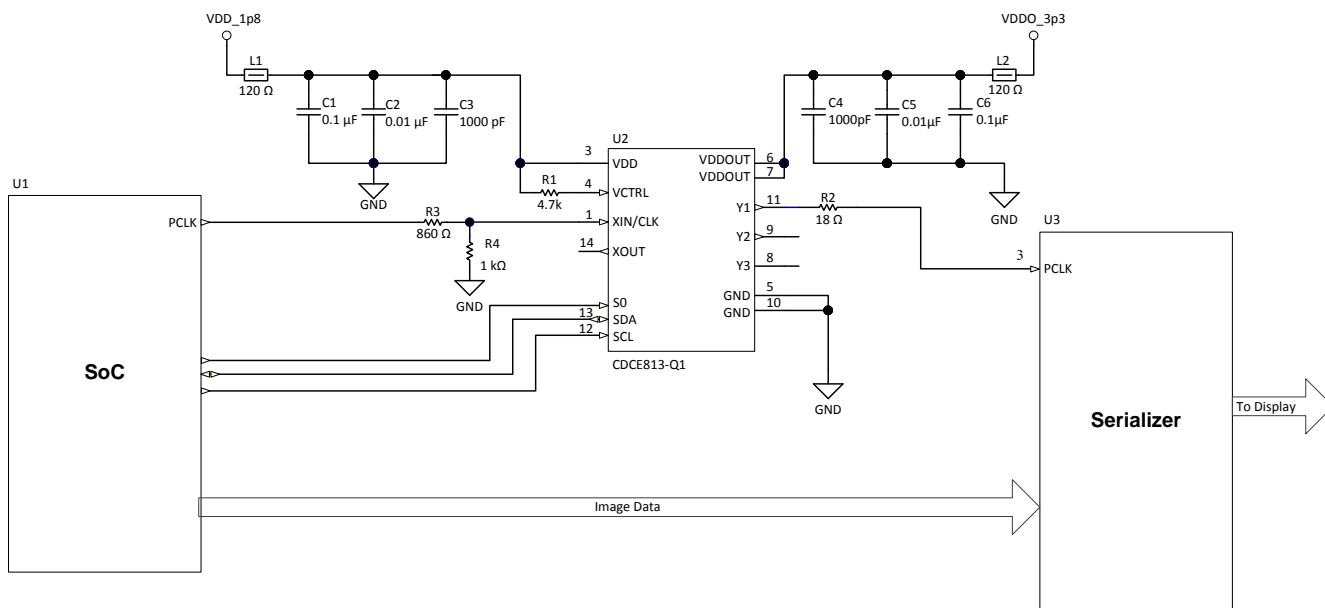 VDD_1p8
VDDO_3p3
L1
120 Ω
C1
0.1 µF
C2
0.01 µF
C3
1000 pF
L2
120 Ω
C4
1000pF
C5
0.01µF
C6
0.1µF
GND
GND
U1
PCLK
SoC
R3
860 Ω
R4
1 kΩ
GND
R1
4.7k
U2
3 VDD
4 VCTRL
1 XIN/CLK
14 XOUT
S0
13 SDA
12 SCL
VDDOUT 6
VDDOUT 7
Y1 11
Y2 9
Y3 8
GND 5
GND 10
CDCE813-Q1
R2
18 Ω
GND
U3
3 PCLK
Serializer
To Display
Image Data